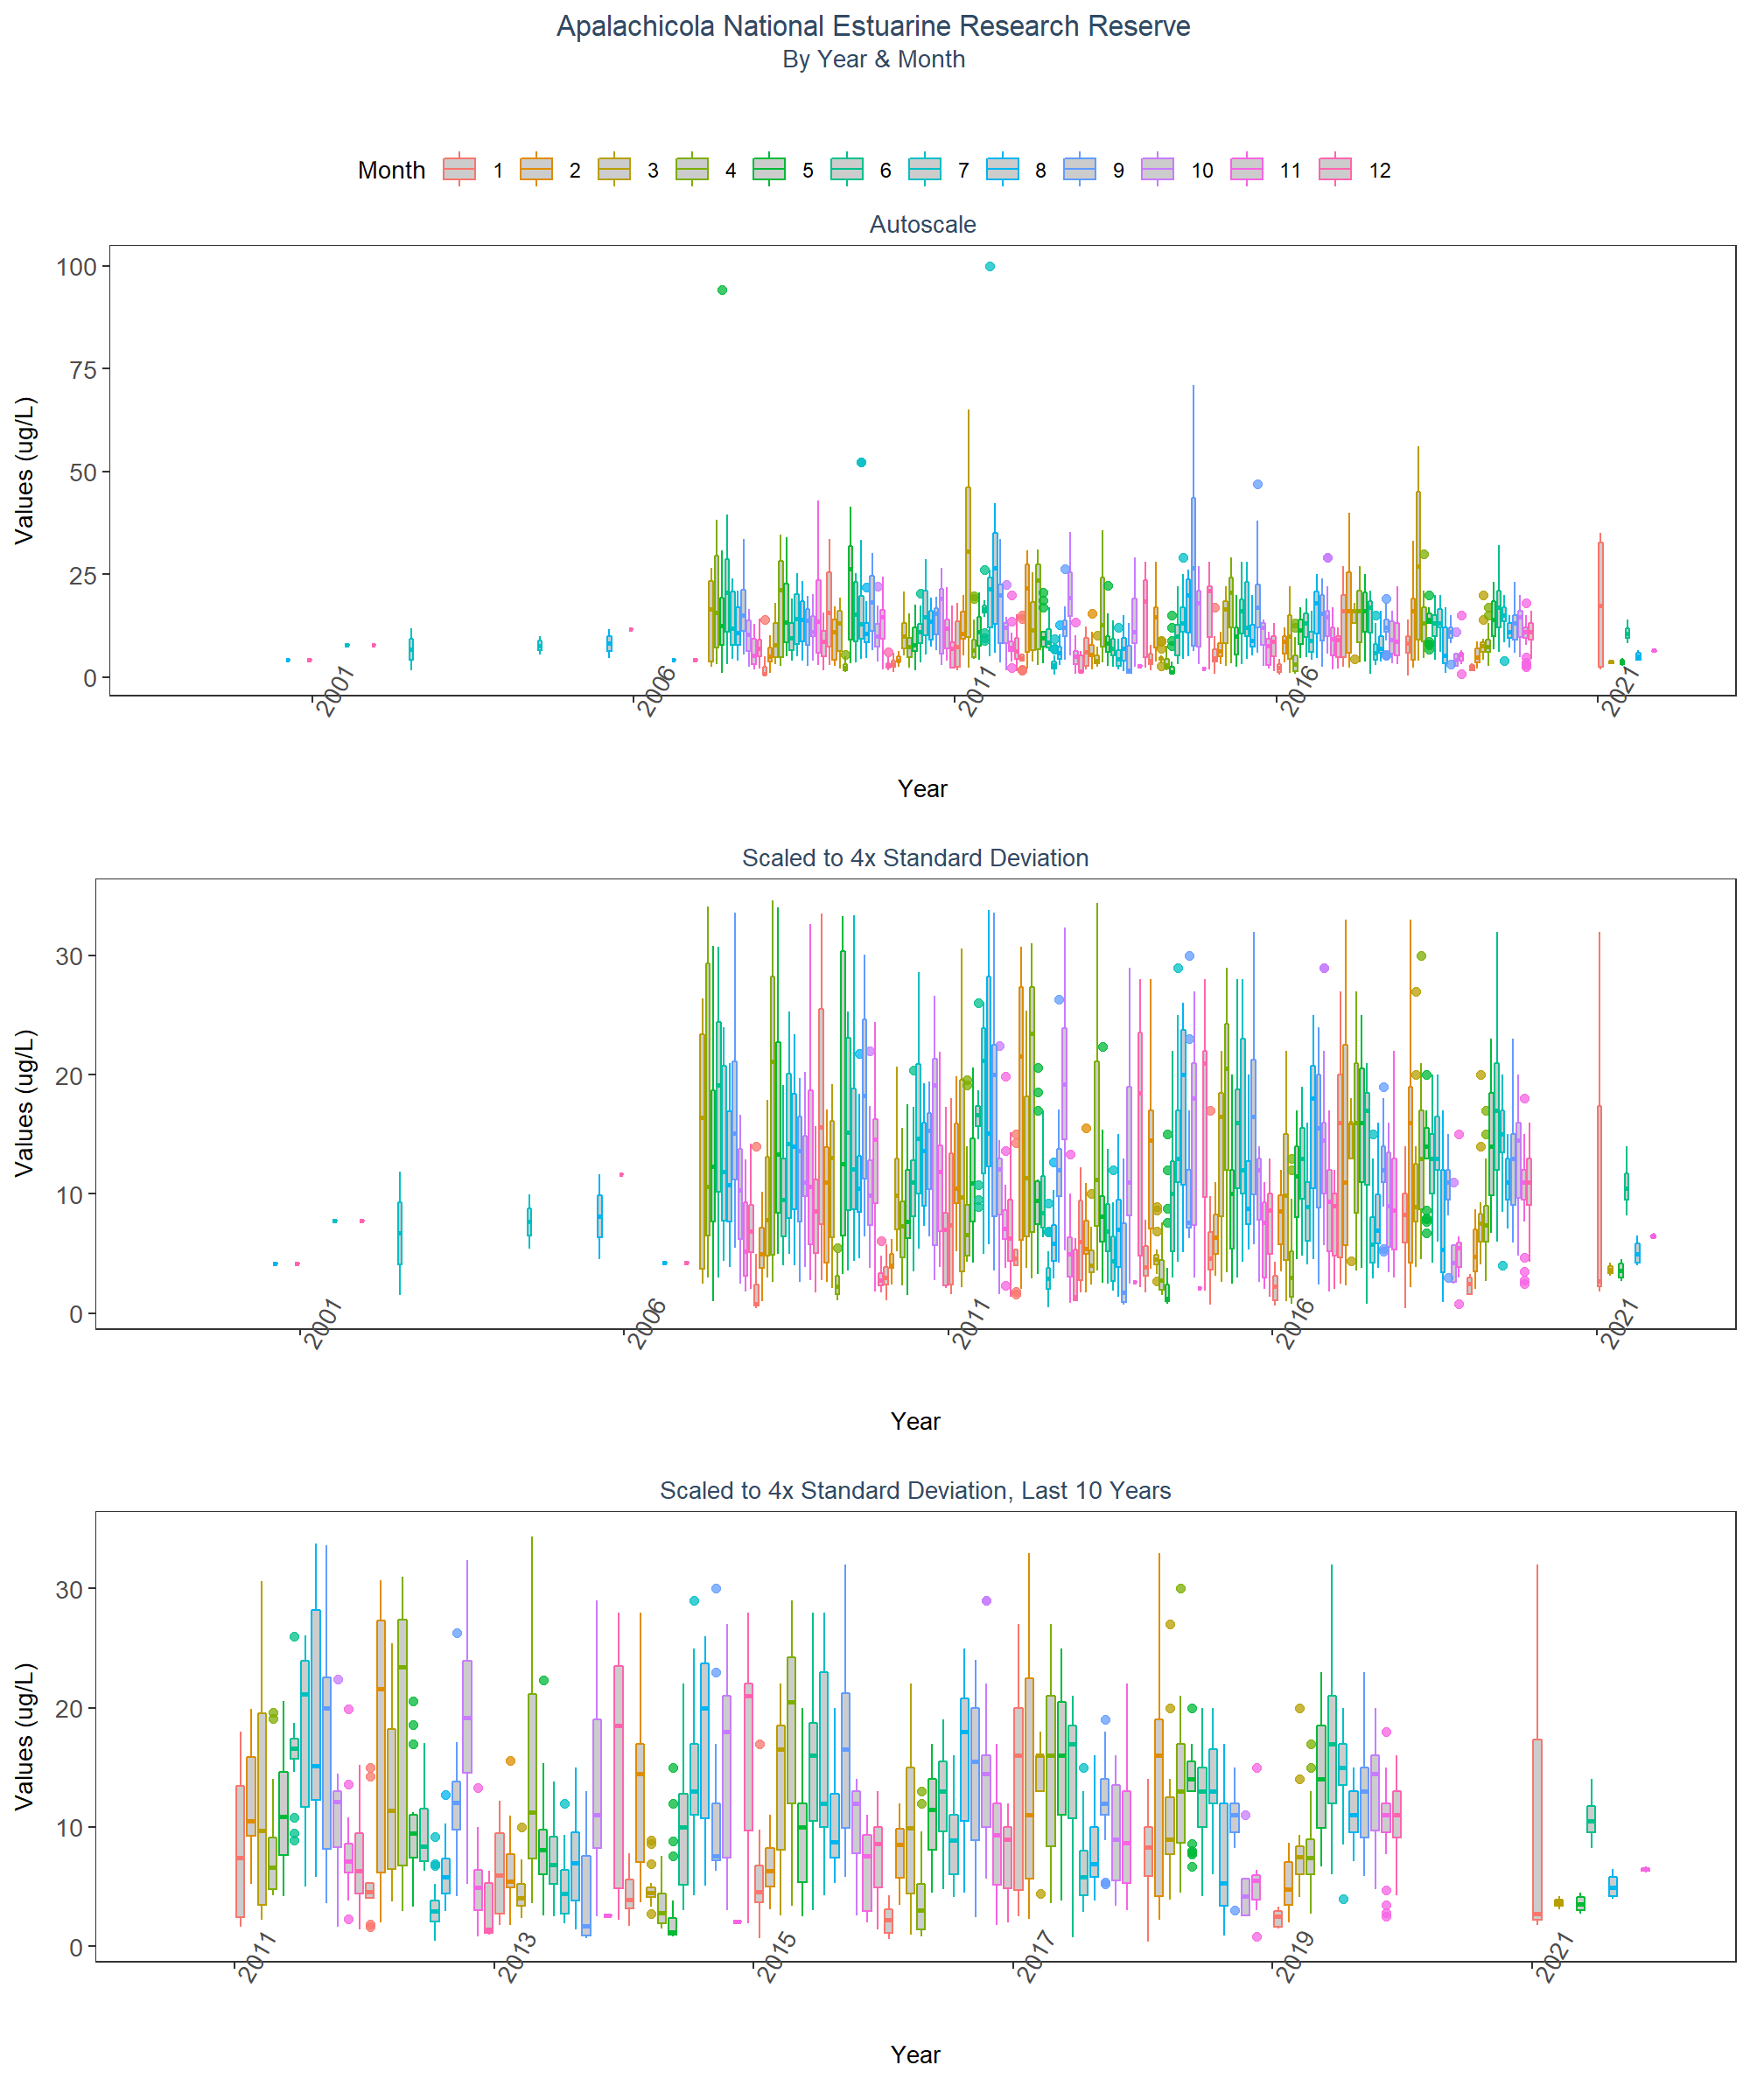 Apalachicola National Estuarine Research Reserve
By Year & Month
Month 1 2 3 4 5 6 7 8 9 10 11 12
Autoscale
Values (ug/L)
100
75
50
25
0
2001 2006 2011 2016 2021
Year
Scaled to 4x Standard Deviation
Values (ug/L)
30
20
10
0
2001 2006 2011 2016 2021
Year
Scaled to 4x Standard Deviation, Last 10 Years
Values (ug/L)
30
20
10
0
2011 2013 2015 2017 2019 2021
Year